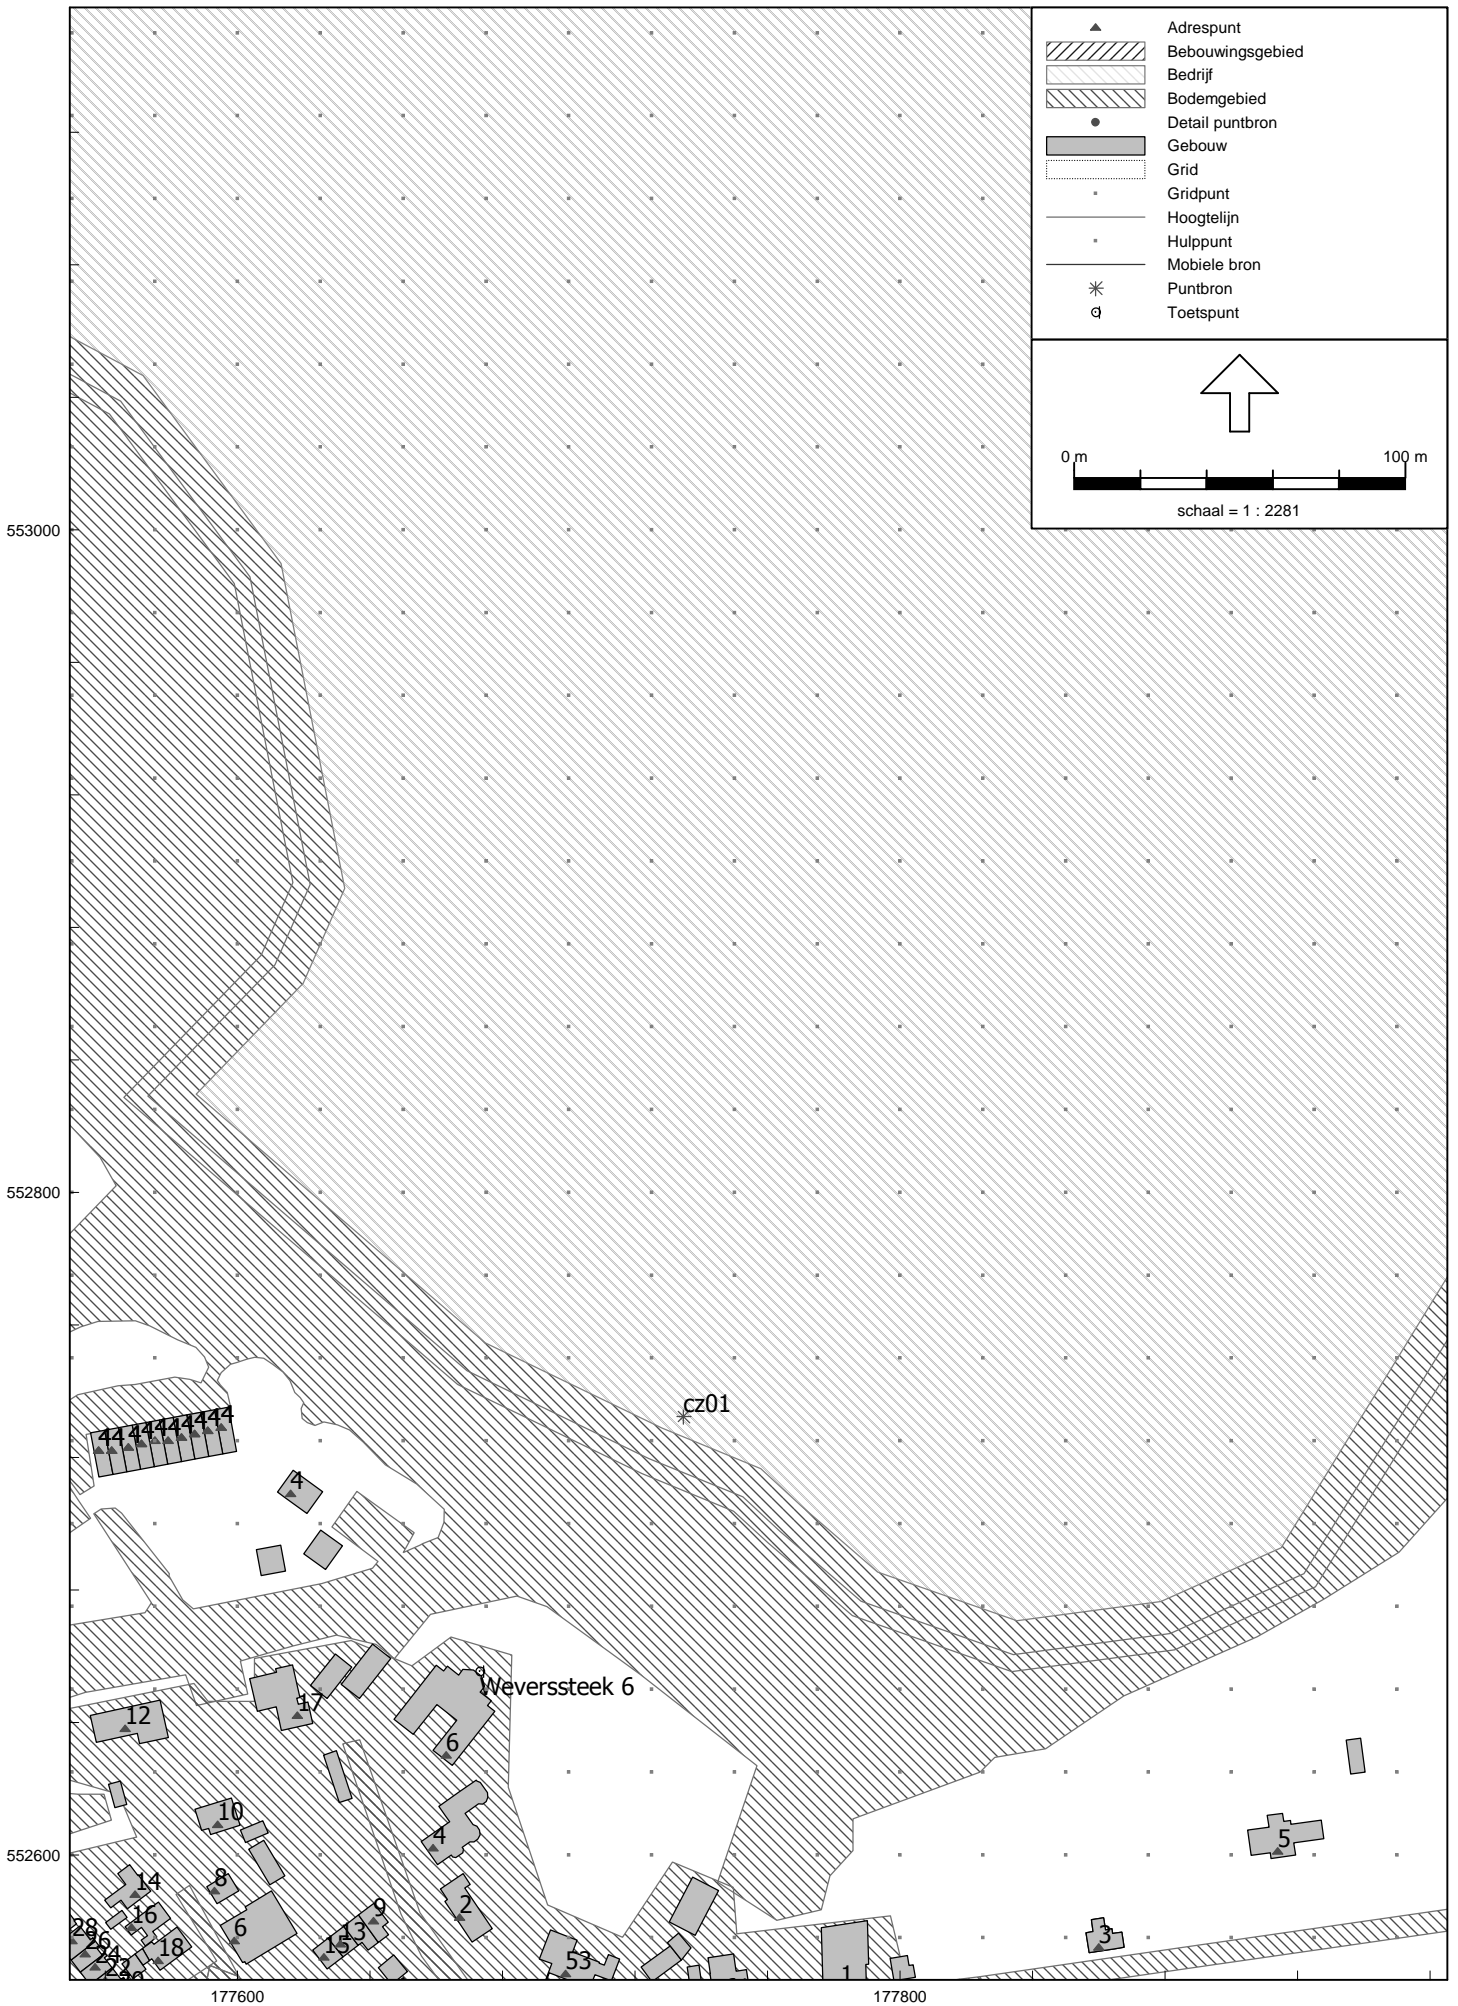 Adrespunt
Bebouwingsgebied
Bedrijf
Bodemgebied
Detail puntbron
Gebouw
Grid
Gridpunt
Hoogtelijn
Hulppunt
Mobiele bron
Puntbron
Toetspunt
0 m 100 m
schaal = 1 : 2281
553000
552800
cz01
4
Weverssteek 6
17
12
6
10
4
5
8
14
2
9
16
13
6
28
26
3
15
18
24
53
22
1
552600
177600 177800